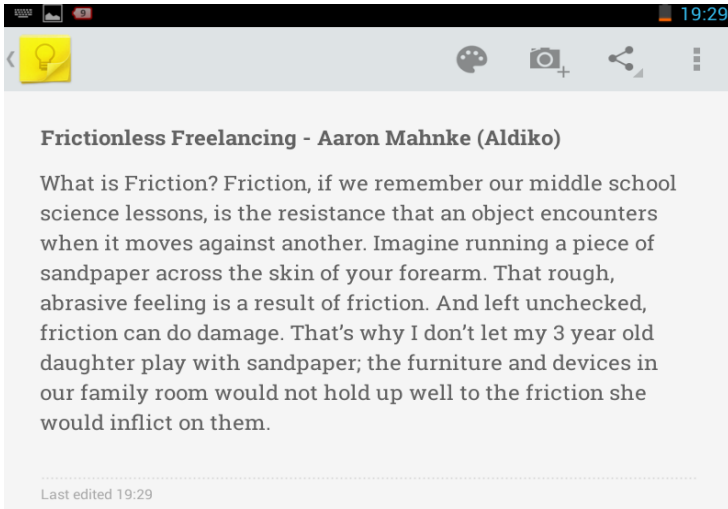 9
19:29
Frictionless Freelancing - Aaron Mahnke (Aldiko)
What is Friction? Friction, if we remember our middle school
science lessons, is the resistance that an object encounters
when it moves against another. Imagine running a piece of
sandpaper across the skin of your forearm. That rough,
abrasive feeling is a result of friction. And left unchecked,
friction can do damage. That’s why I don’t let my 3 year old
daughter play with sandpaper; the furniture and devices in
our family room would not hold up well to the friction she
would inflict on them.
Last edited 19:29